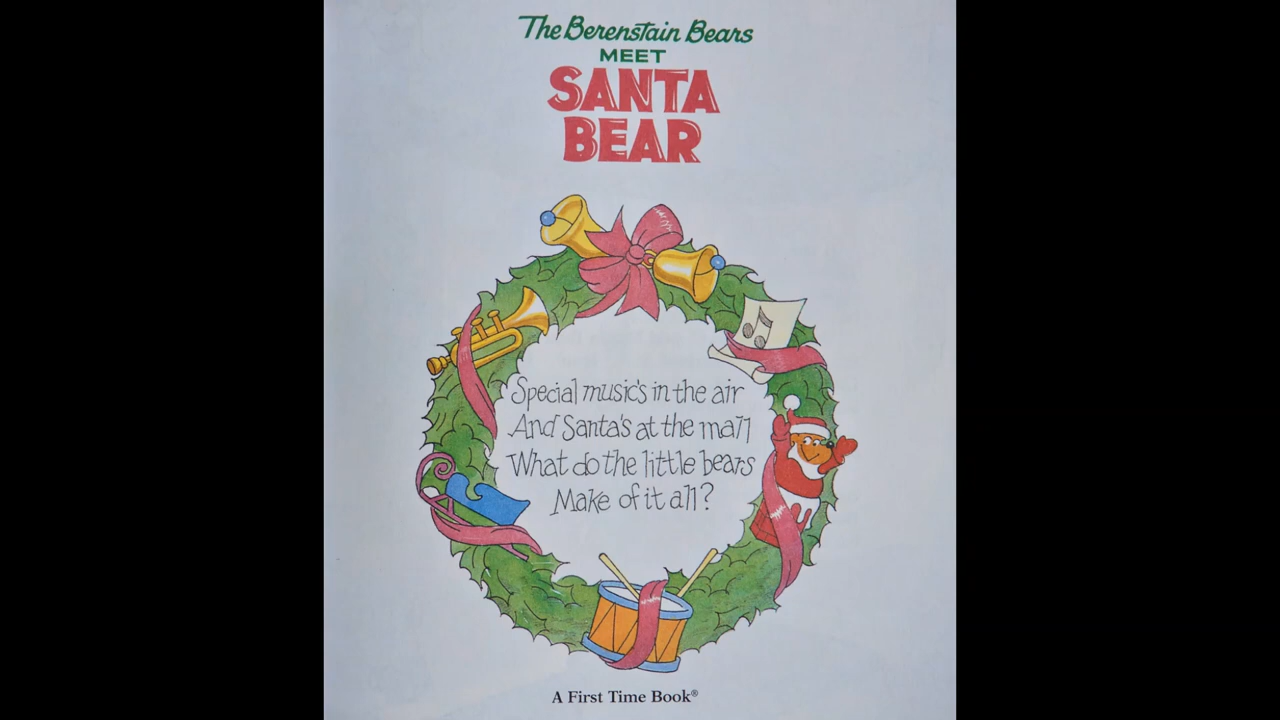 The Berenstain Bears
MEET
SANTA
BEAR
Special music's in the air
And Santa's at the mall
What do the little bears
Make of it all?
A First Time Book®